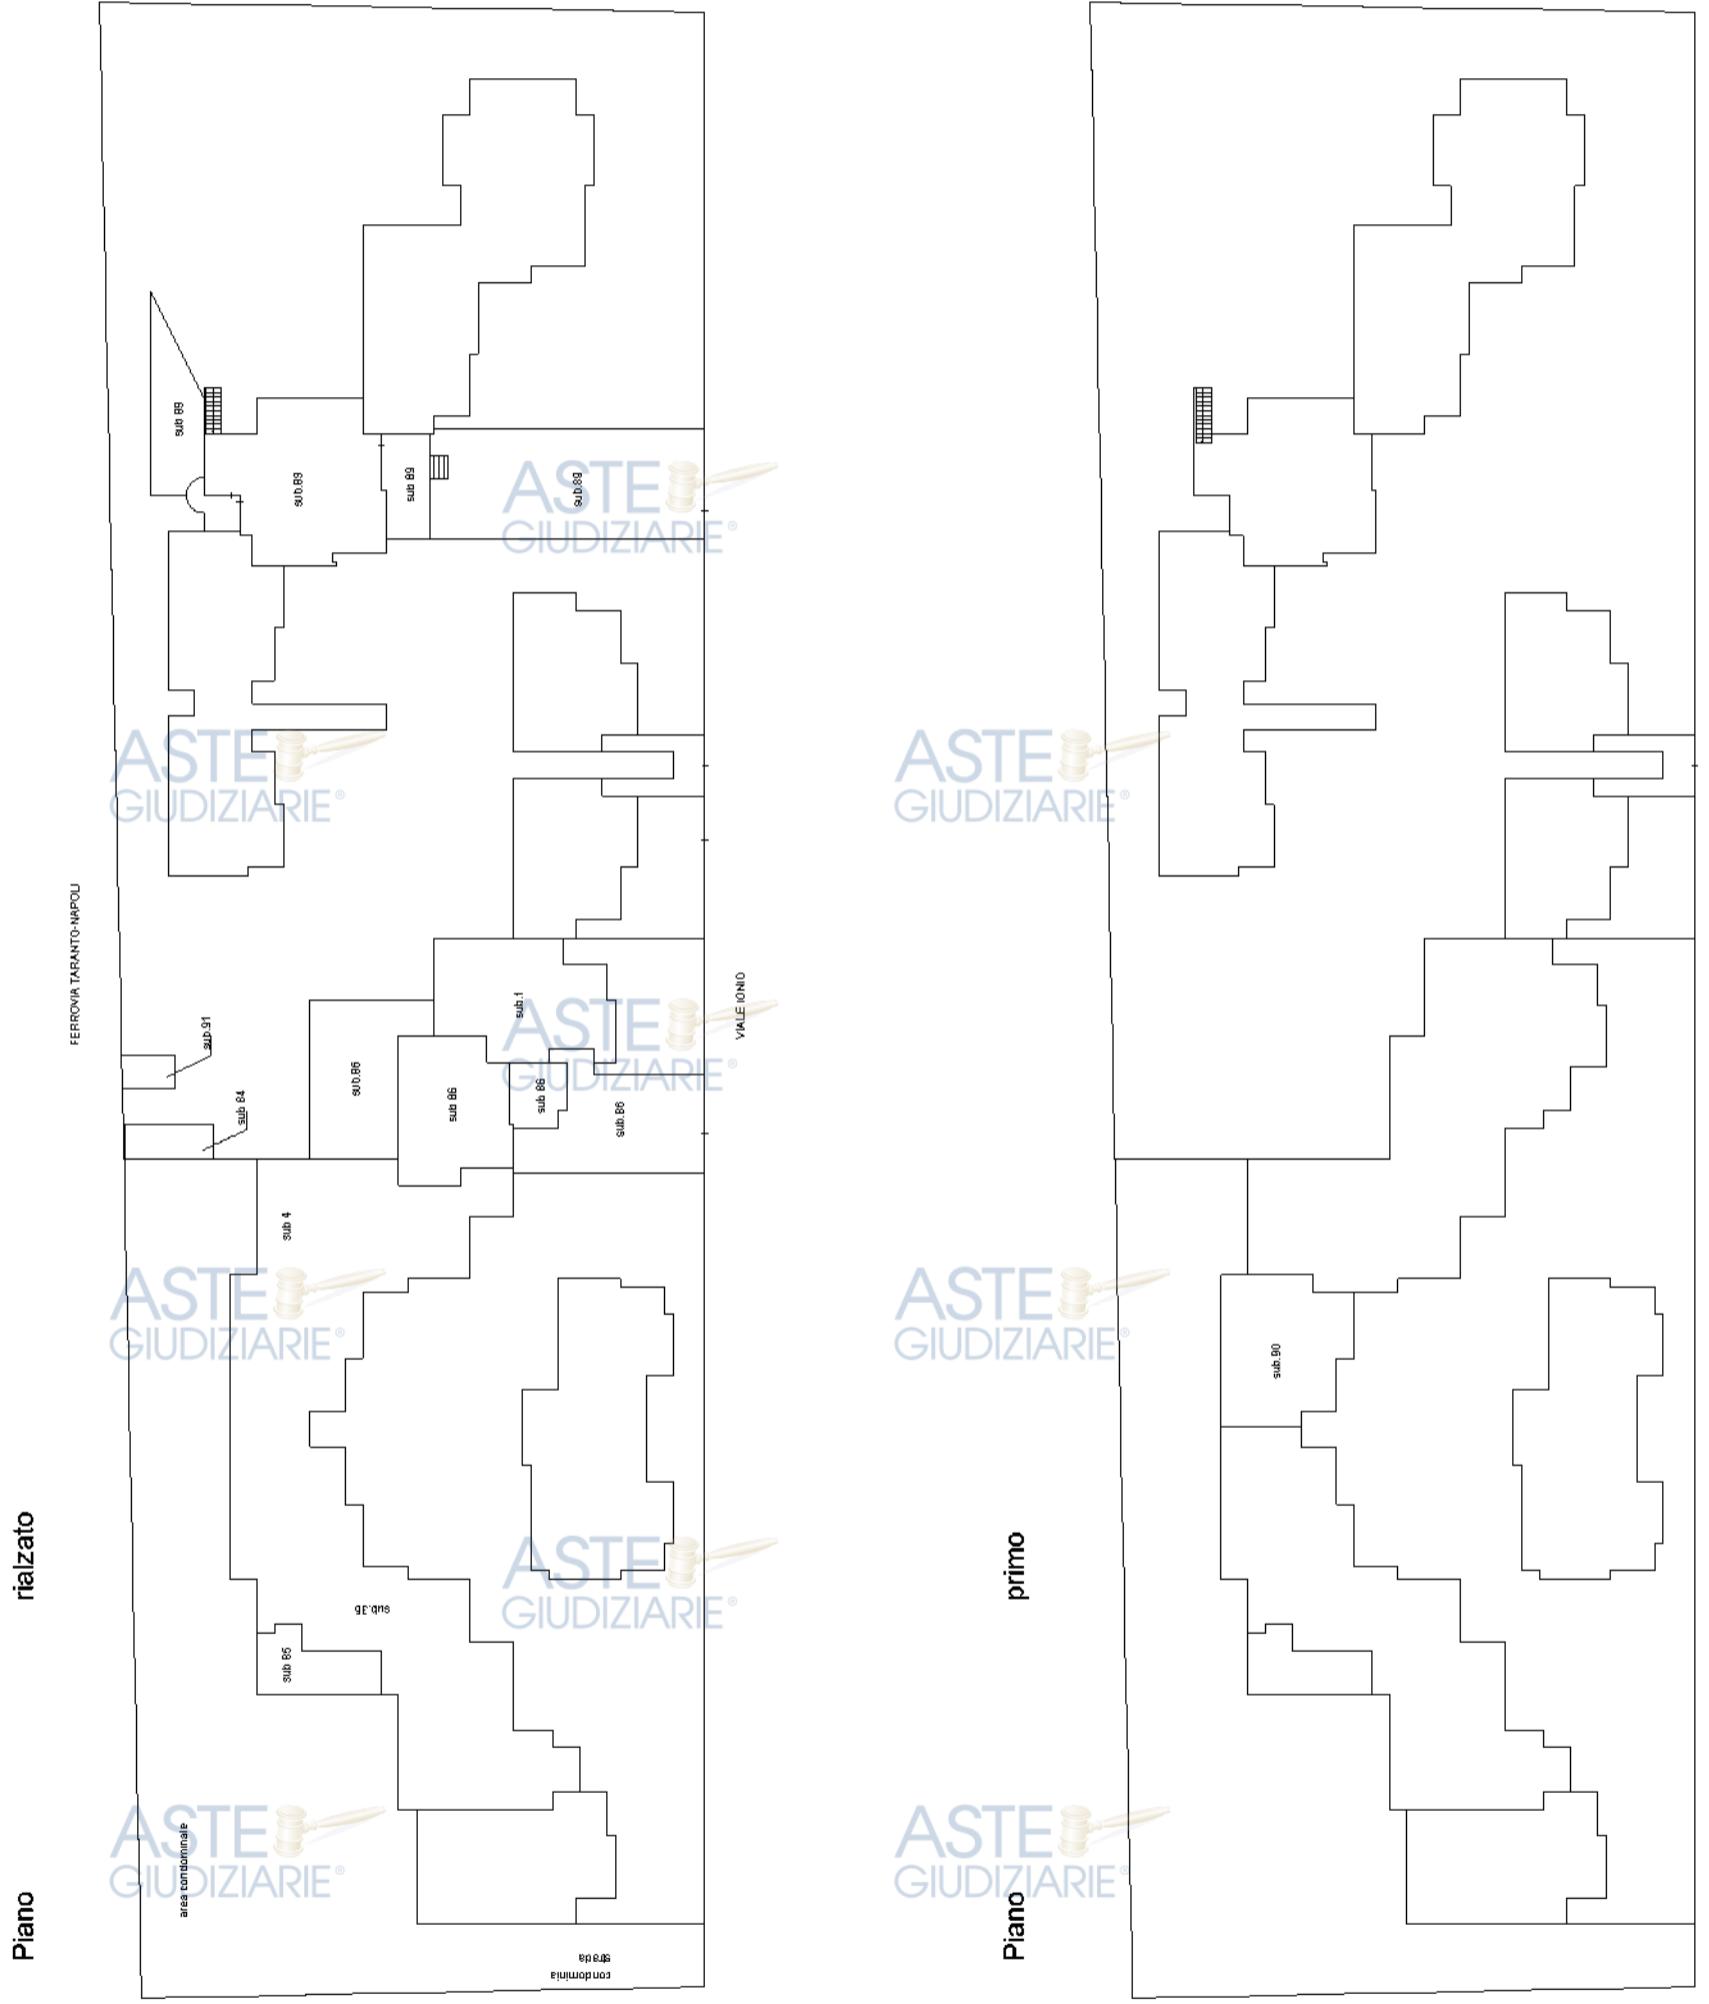 Piano rialzato
FERROVIA TARANTO-NAPOLI
VIALE IONIO
sub 89
sub.89
sub 89
sub.89
sub.91
sub 84
sub.86
sub 86
sub 86
sub.86
sub.1
sub 4
sub.35
sub 85
area condominiale
strada
condominia
Piano primo
sub.90
ASTE
GIUDIZIARIE®
ASTE
GIUDIZIARIE®
ASTE
GIUDIZIARIE®
ASTE
GIUDIZIARIE®
ASTE
GIUDIZIARIE®
ASTE
GIUDIZIARIE®
ASTE
GIUDIZIARIE®
ASTE
GIUDIZIARIE®
ASTE
GIUDIZIARIE®